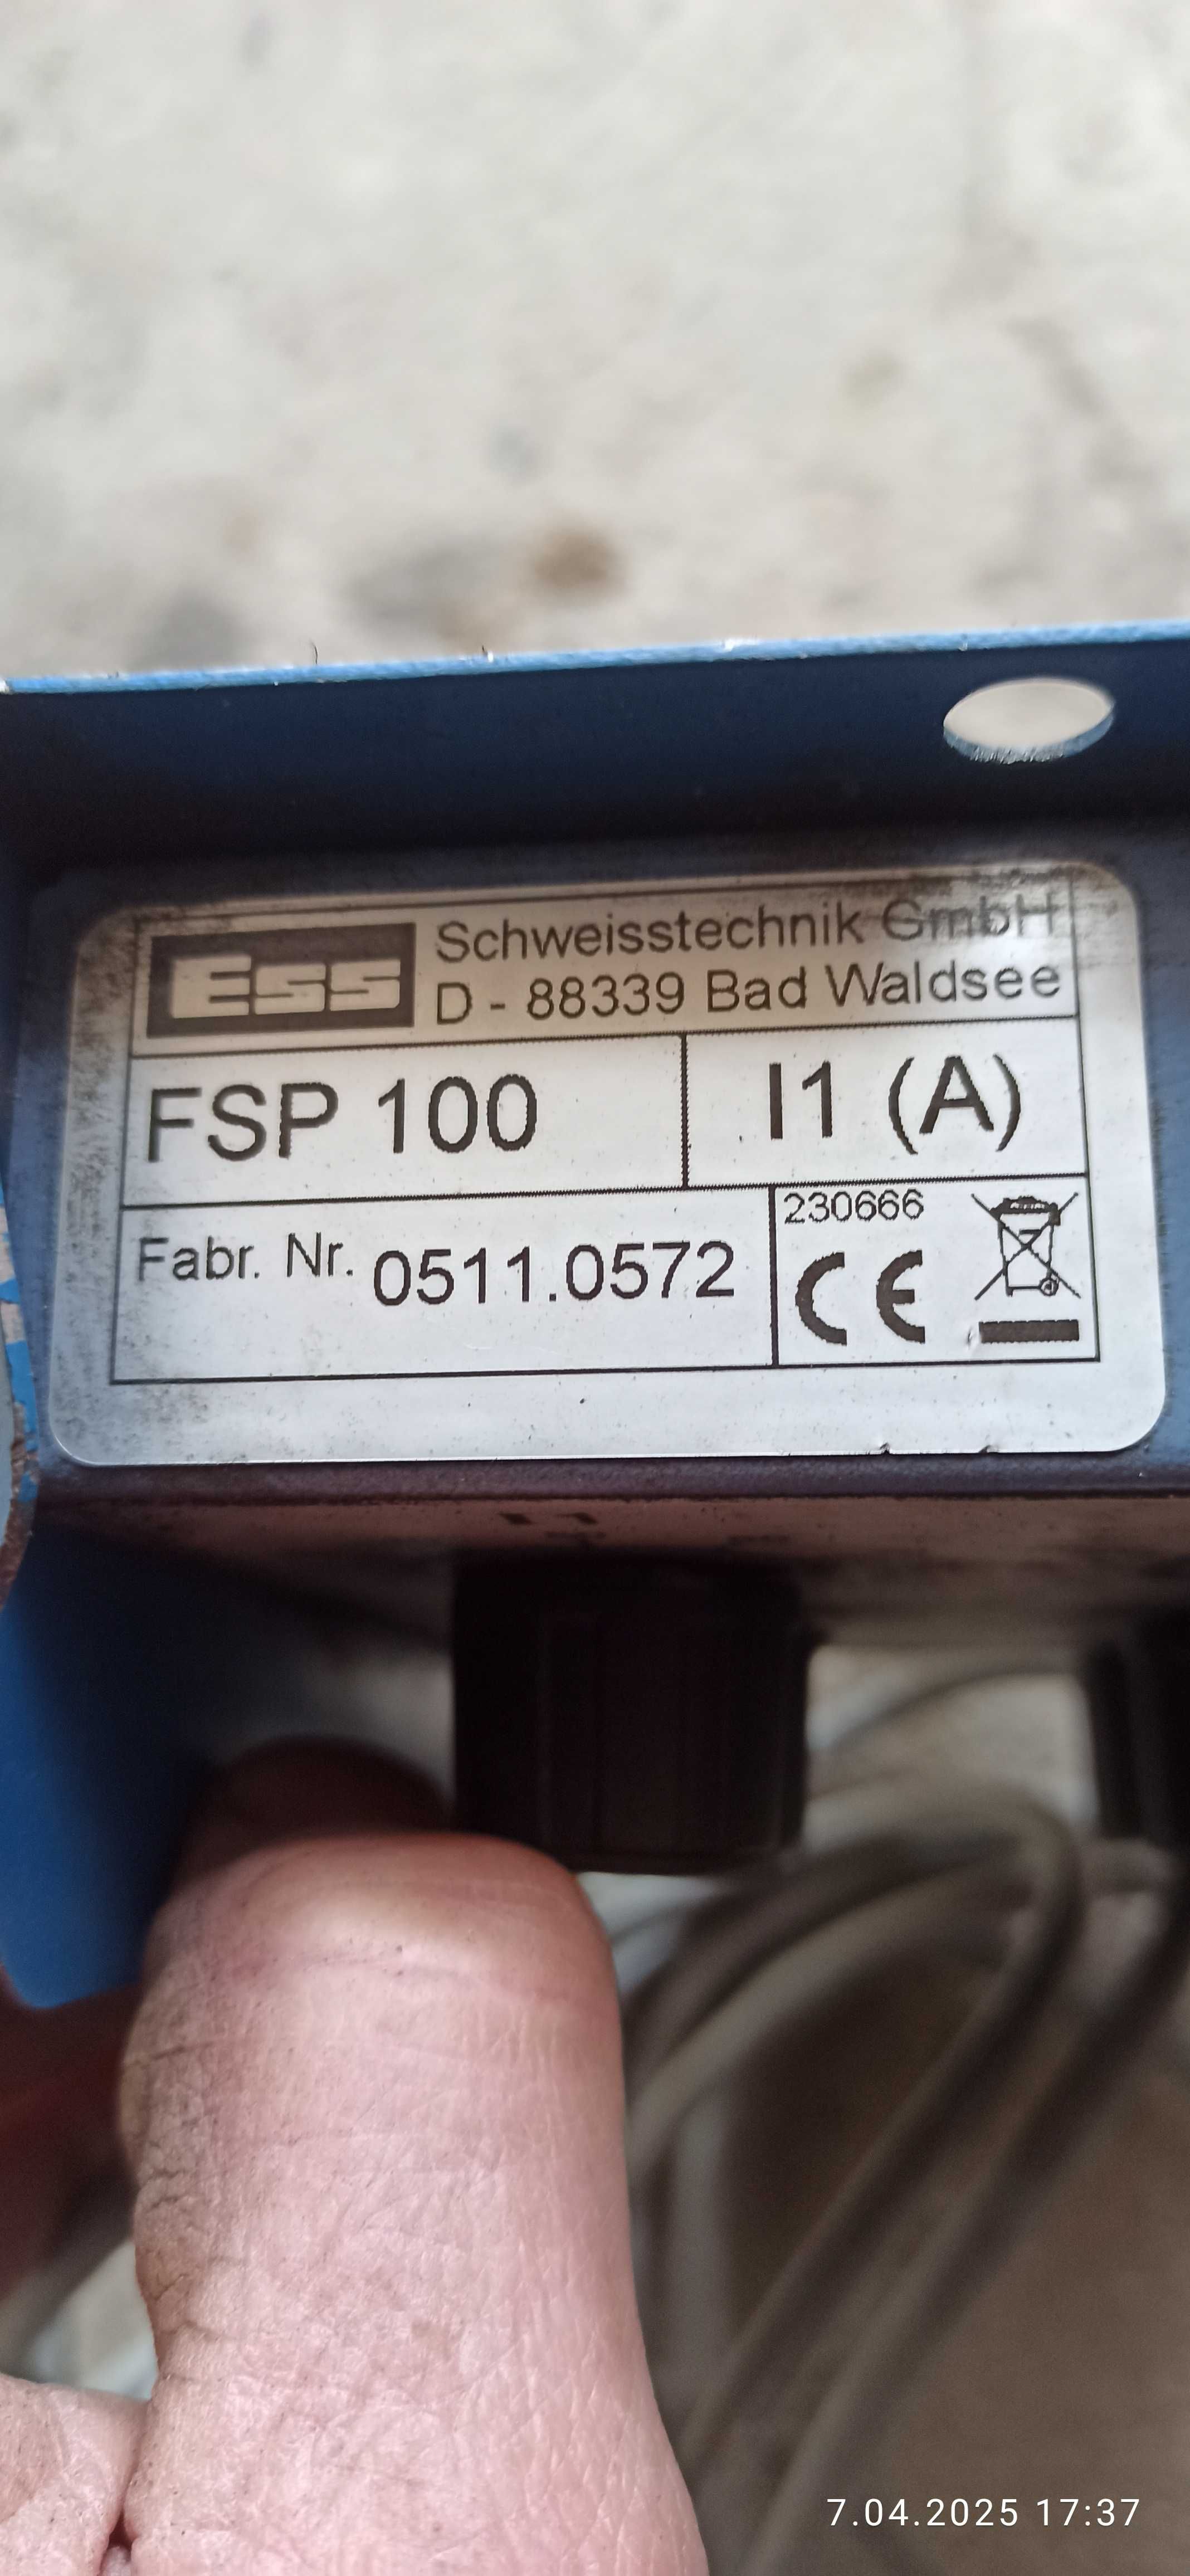 Ess Schweisstechnik GmbH
D - 88339 Bad Waldsee
FSP 100 I1 (A)
Fabr. Nr. 0511.0572
230666
CE
7.04.2025 17:37